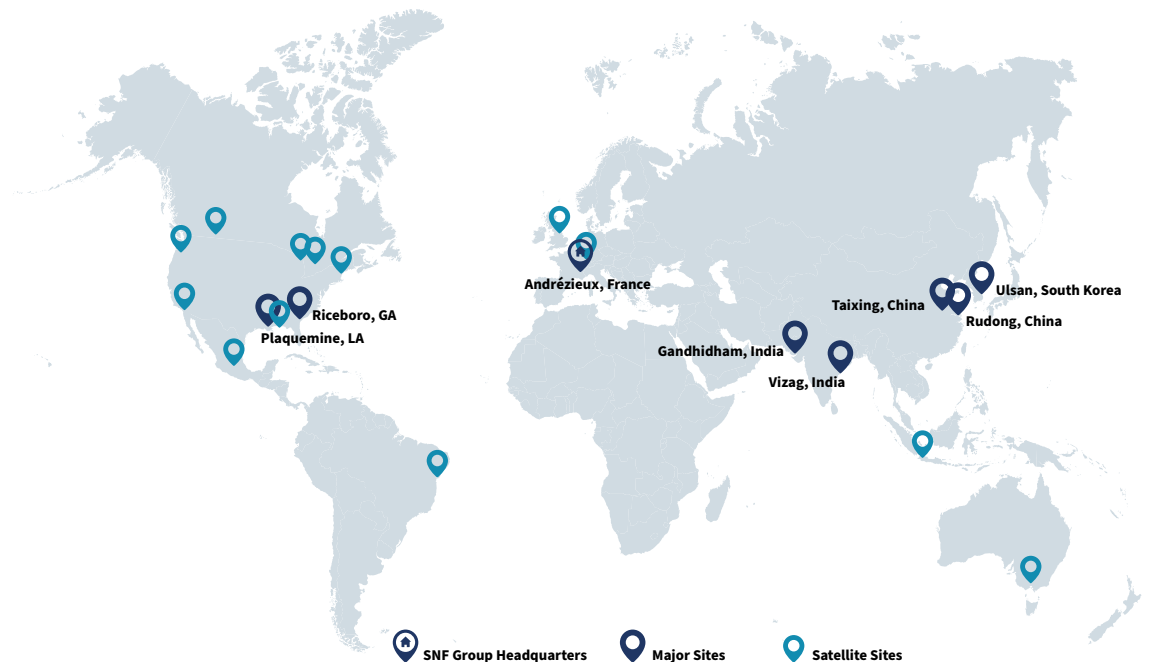 Andrézieux, France
Ulsan, South Korea
Taixing, China
Riceboro, GA
Rudong, China
Plaquemine, LA
Gandhidham, India
Vizag, India
SNF Group Headquarters
Major Sites
Satellite Sites